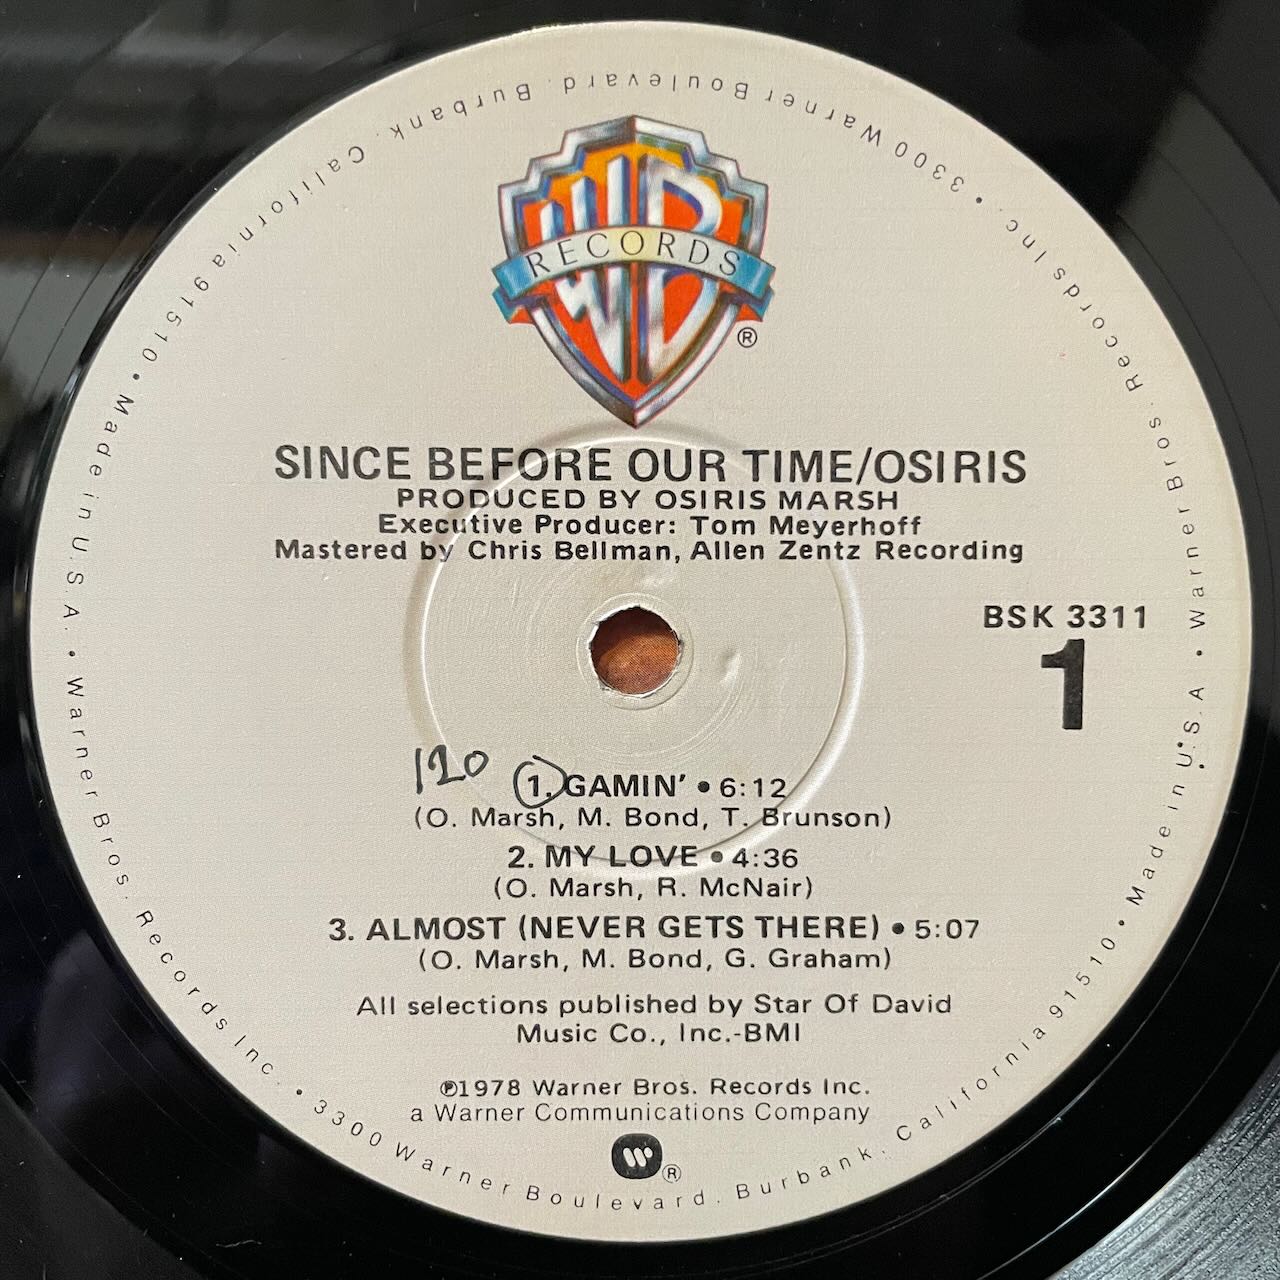 WB
RECORDS
®
SINCE BEFORE OUR TIME/OSIRIS
PRODUCED BY OSIRIS MARSH
Executive Producer: Tom Meyerhoff
Mastered by Chris Bellman, Allen Zentz Recording
BSK 3311
1
120
1. GAMIN' • 6:12
(O. Marsh, M. Bond, T. Brunson)
2. MY LOVE • 4:36
(O. Marsh, R. McNair)
3. ALMOST (NEVER GETS THERE) • 5:07
(O. Marsh, M. Bond, G. Graham)
All selections published by Star Of David
Music Co., Inc.-BMI
℗1978 Warner Bros. Records Inc.
a Warner Communications Company
®
Warner Bros. Records Inc. • 3300 Warner Boulevard. Burbank. California 91510 • Made in U.S.A. • Warner Bros. Records Inc. • 3300 Warner Boulevard. Burbank. California 91510 • Made in U.S.A •